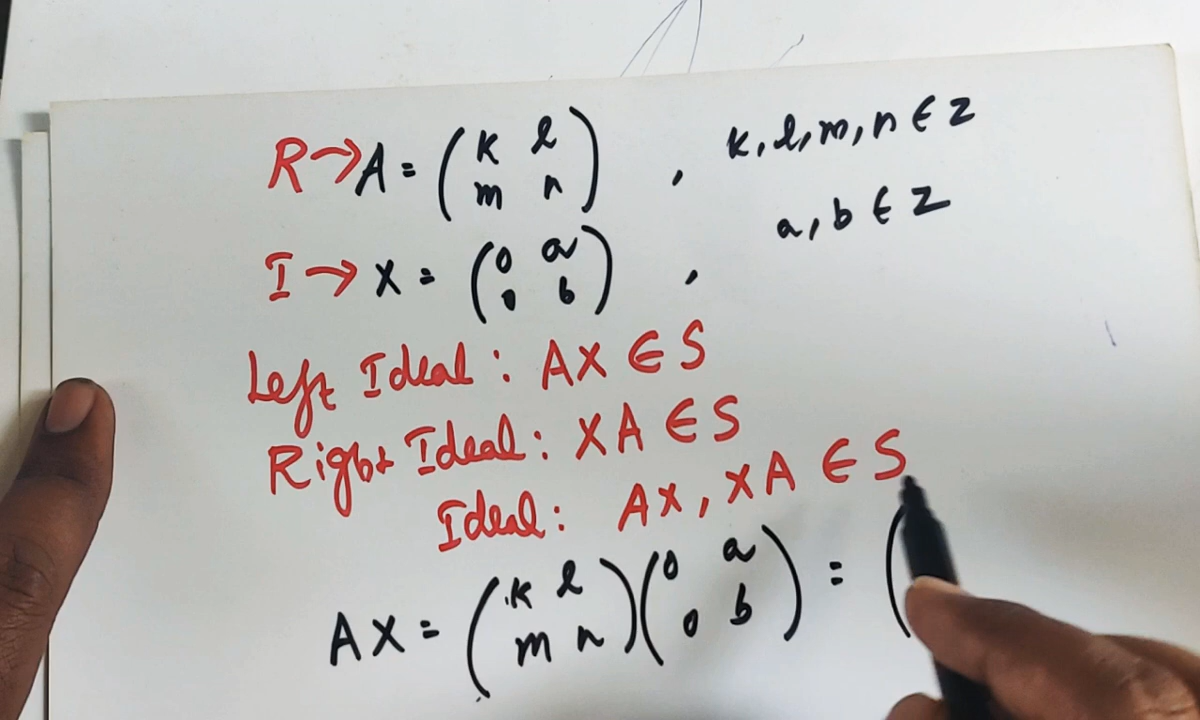 R → A = ( k l ) , k, l, m, n ∈ Z
( m n )
a, b ∈ Z
I → X = ( 0 a ) ,
( 0 b )
Left Ideal : AX ∈ S
Right Ideal : XA ∈ S
Ideal : AX, XA ∈ S
AX = ( k l ) ( 0 a ) = (
( m n ) ( 0 b )